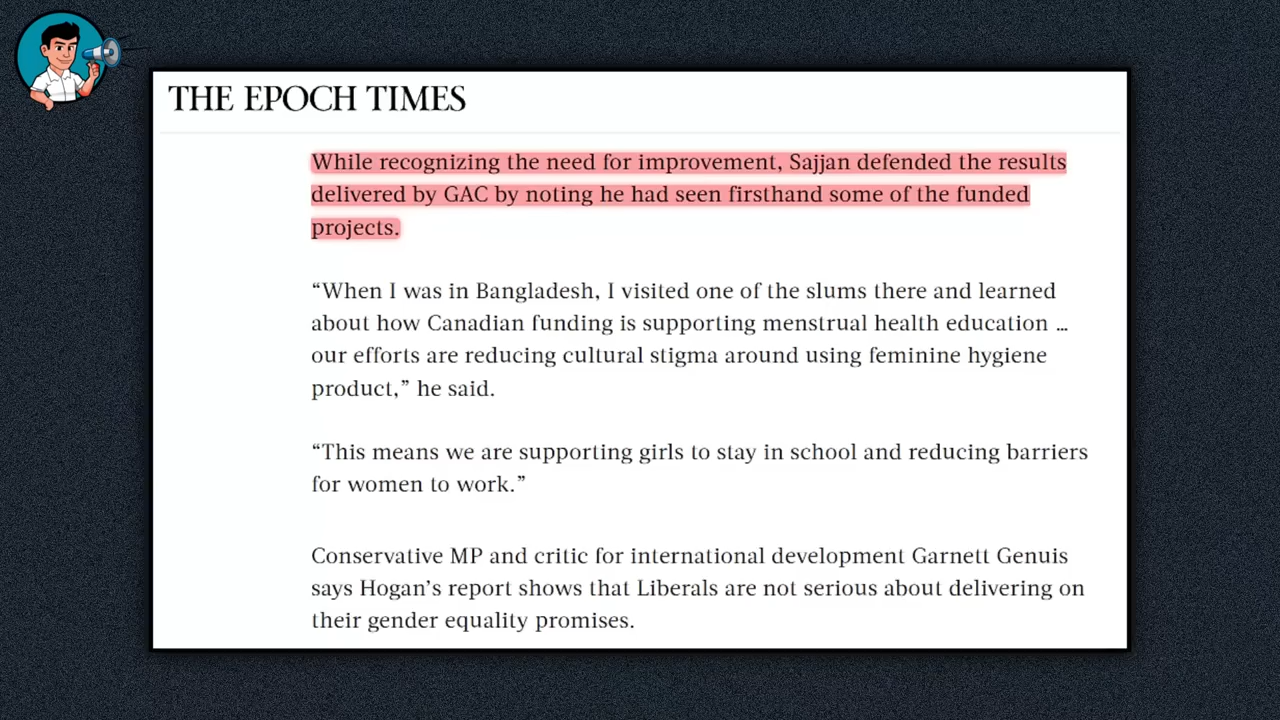 THE EPOCH TIMES
While recognizing the need for improvement, Sajjan defended the results
delivered by GAC by noting he had seen firsthand some of the funded
projects.
“When I was in Bangladesh, I visited one of the slums there and learned
about how Canadian funding is supporting menstrual health education ...
our efforts are reducing cultural stigma around using feminine hygiene
product,” he said.
“This means we are supporting girls to stay in school and reducing barriers
for women to work.”
Conservative MP and critic for international development Garnett Genuis
says Hogan’s report shows that Liberals are not serious about delivering on
their gender equality promises.